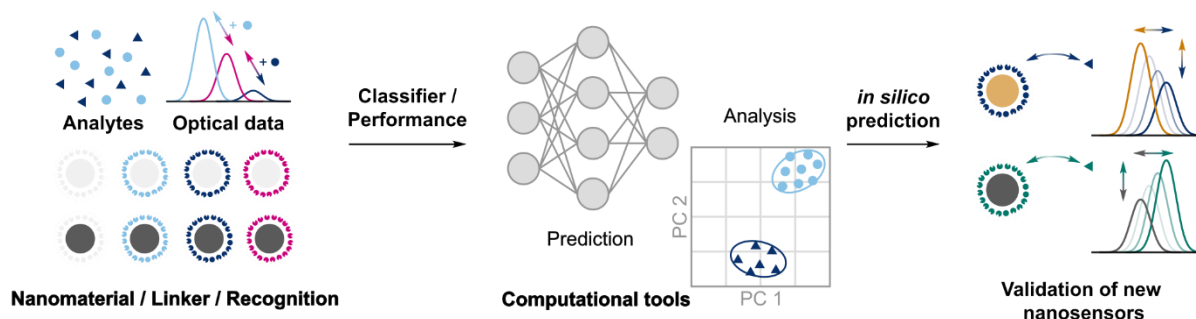 +
+
Analytes
Optical data
Nanomaterial / Linker / Recognition
Classifier /
Performance
Prediction
Analysis
PC 2
PC 1
Computational tools
in silico
prediction
Validation of new
nanosensors